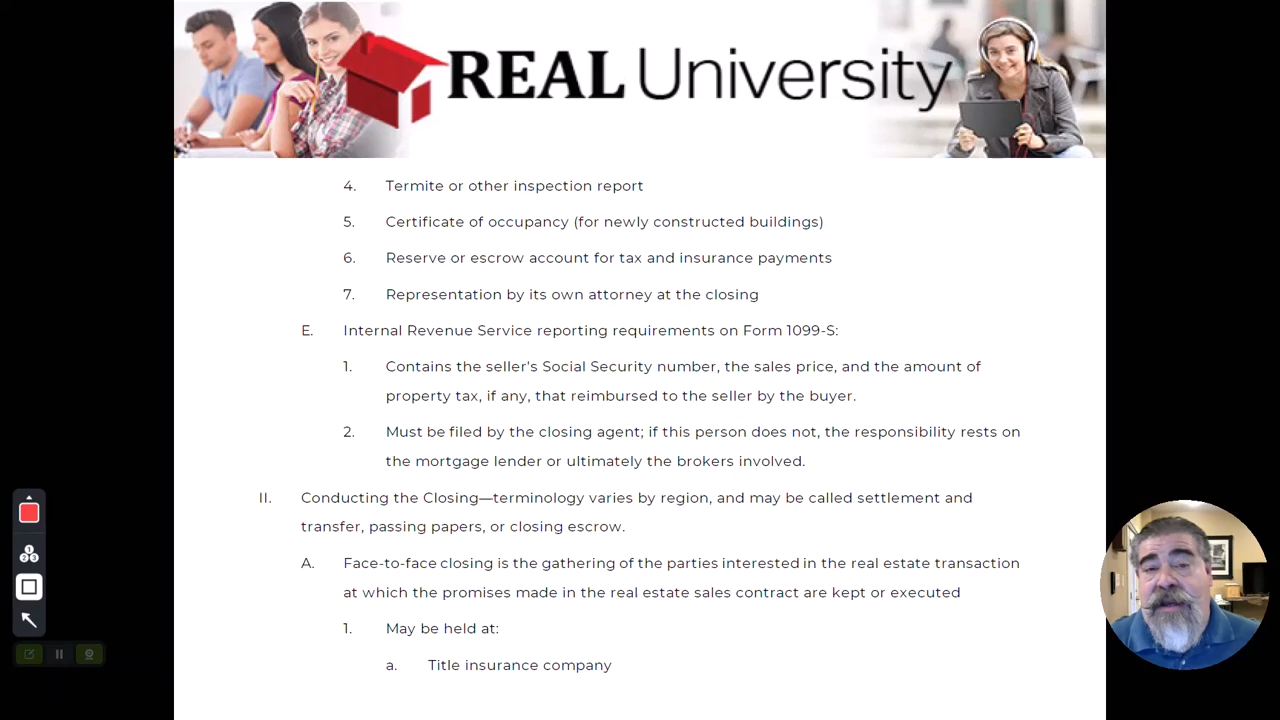 REAL University
4. Termite or other inspection report
5. Certificate of occupancy (for newly constructed buildings)
6. Reserve or escrow account for tax and insurance payments
7. Representation by its own attorney at the closing
E. Internal Revenue Service reporting requirements on Form 1099-S:
1. Contains the seller's Social Security number, the sales price, and the amount of
property tax, if any, that reimbursed to the seller by the buyer.
2. Must be filed by the closing agent; if this person does not, the responsibility rests on
the mortgage lender or ultimately the brokers involved.
II. Conducting the Closing—terminology varies by region, and may be called settlement and
transfer, passing papers, or closing escrow.
A. Face-to-face closing is the gathering of the parties interested in the real estate transaction
at which the promises made in the real estate sales contract are kept or executed
1. May be held at:
a. Title insurance company